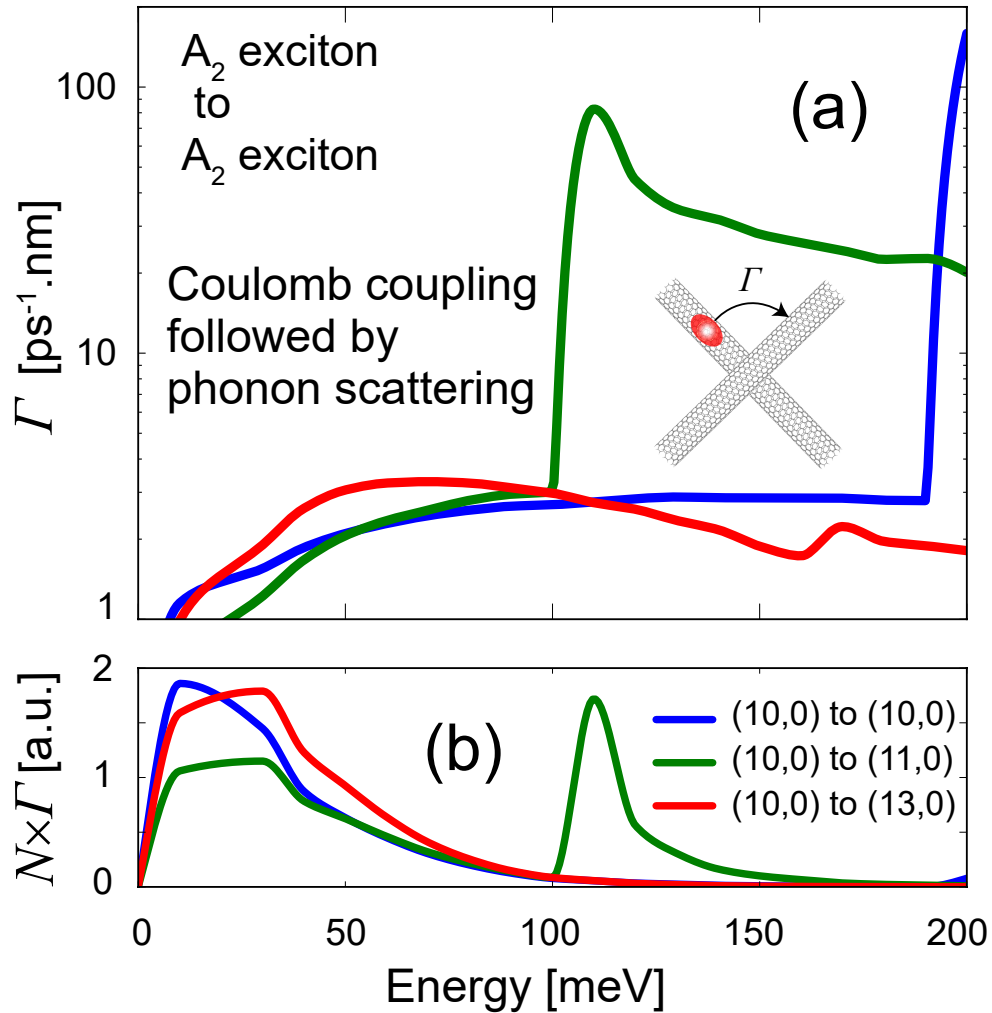 A₂ exciton
to
A₂ exciton
(a)
Coulomb coupling
followed by
phonon scattering
Γ
Γ [ps⁻¹.nm]
100
10
1
(b)
(10,0) to (10,0)
(10,0) to (11,0)
(10,0) to (13,0)
N×Γ [a.u.]
2
1
0
0 50 100 150 200
Energy [meV]